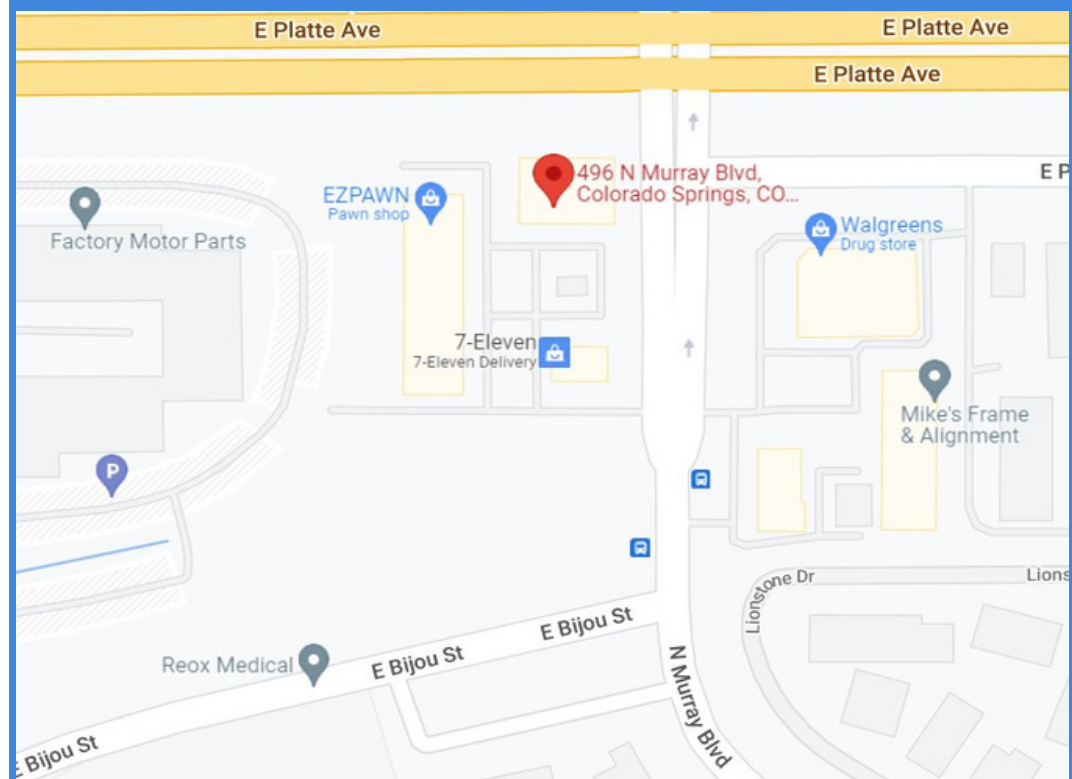 E Platte Ave
E Platte Ave
E Platte Ave
496 N Murray Blvd,
Colorado Springs, CO...
E P
EZPAWN
Pawn shop
Factory Motor Parts
Walgreens
Drug store
7-Eleven
7-Eleven Delivery
Mike's Frame
& Alignment
P
Lionstone Dr
Lions
Lionstone
E Bijou St
E Bijou St
Reox Medical
N Murray Blvd
E Bijou St